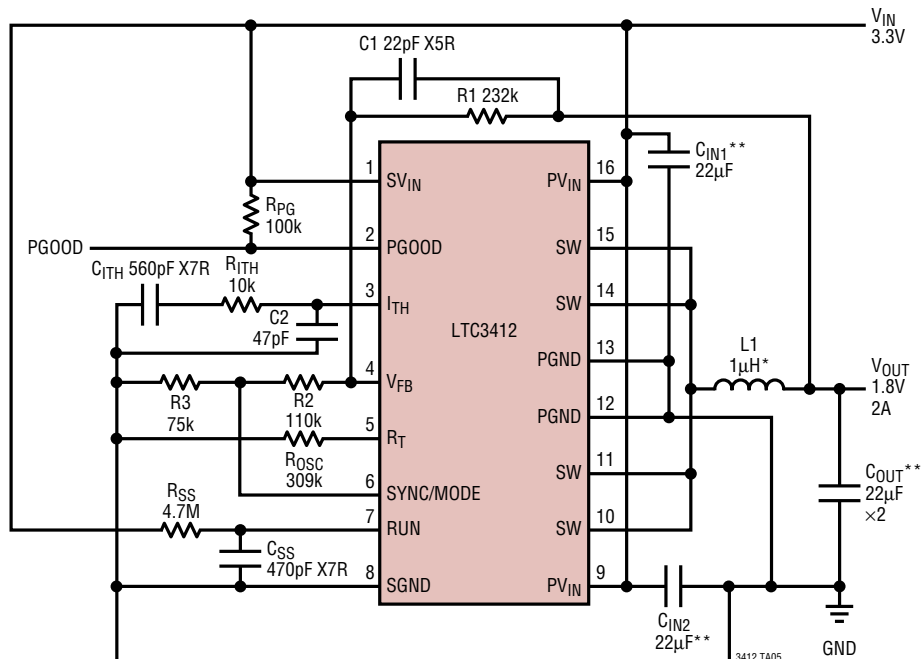 VIN
3.3V
C1 22pF X5R
R1 232k
CIN1**
22µF
1
SVIN
PVIN
16
RPG
100k
PGOOD
2
PGOOD
SW
15
CITH 560pF X7R
RITH
10k
3
ITH
SW
14
C2
47pF
LTC3412
PGND
13
L1
1µH*
VOUT
1.8V
2A
4
VFB
R3
75k
R2
110k
PGND
12
5
RT
ROSC
309k
SW
11
6
SYNC/MODE
COUT**
22µF
×2
RSS
4.7M
7
RUN
SW
10
CSS
470pF X7R
8
SGND
PVIN
9
CIN2
22µF**
GND
3412 TA05